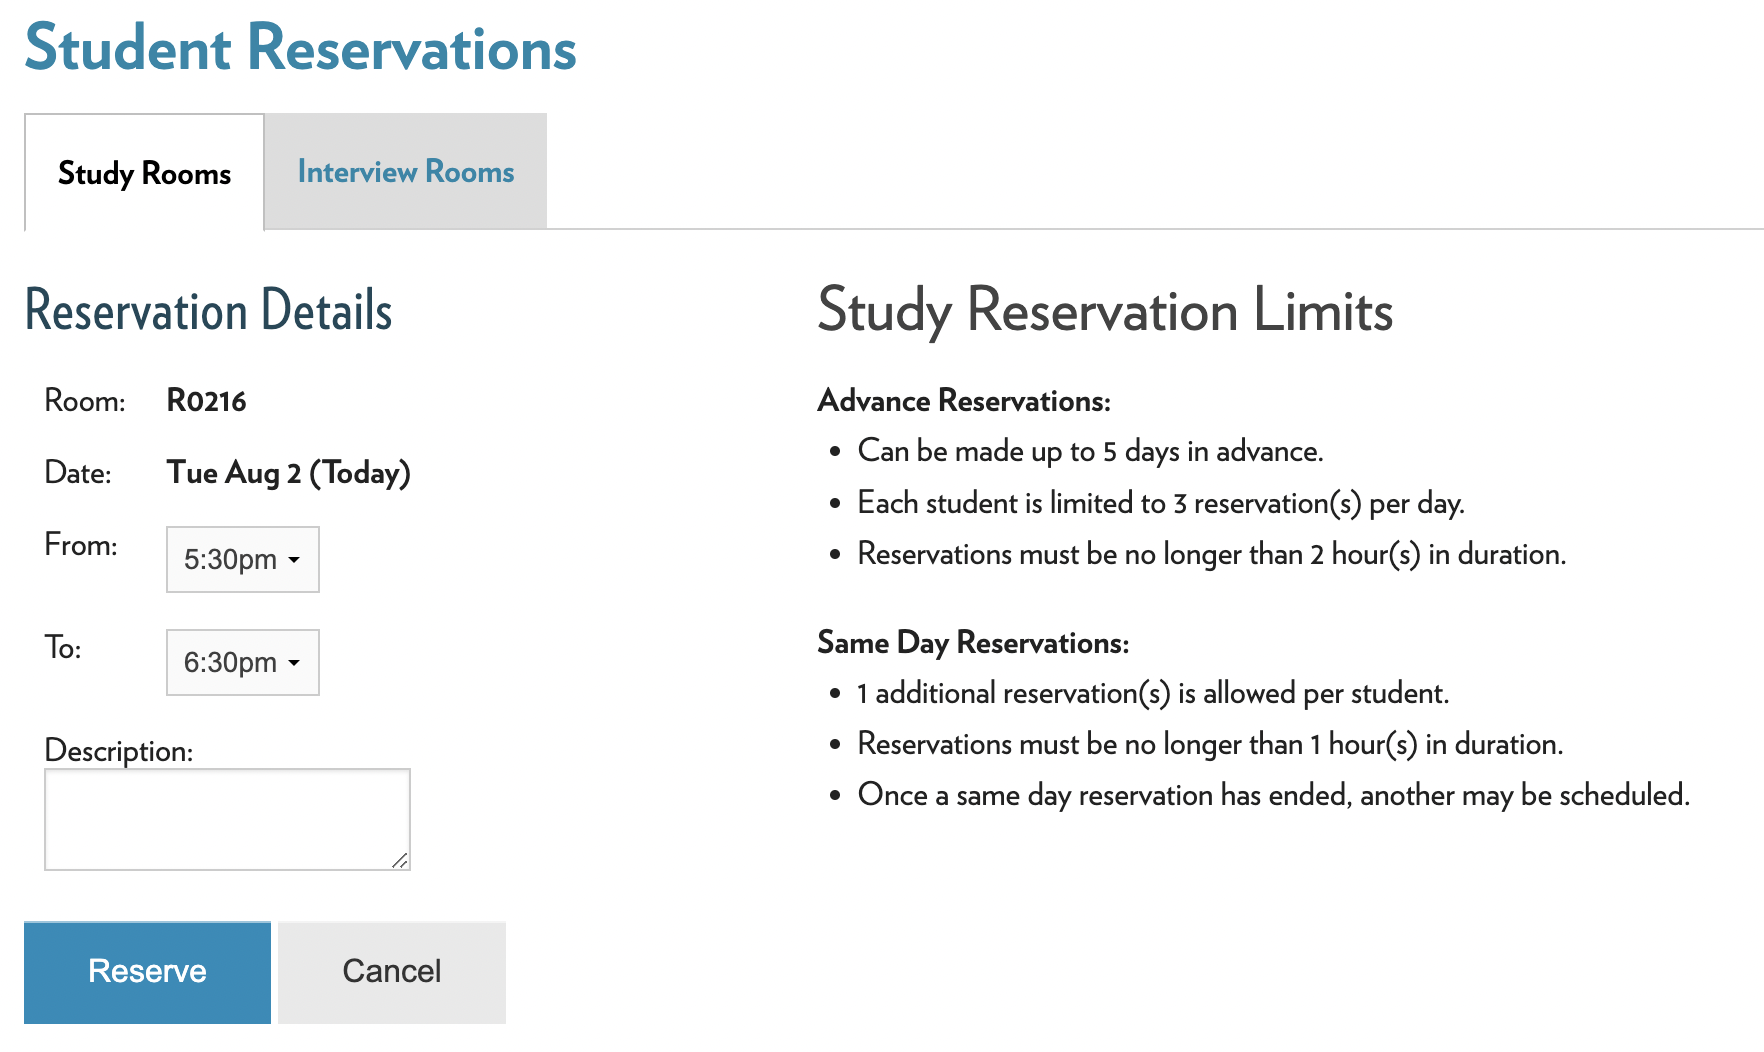 Student Reservations
Study Rooms
Interview Rooms
Reservation Details
Room: R0216
Date: Tue Aug 2 (Today)
From: 5:30pm
To: 6:30pm
Description:
Reserve
Cancel
Study Reservation Limits
Advance Reservations:
• Can be made up to 5 days in advance.
• Each student is limited to 3 reservation(s) per day.
• Reservations must be no longer than 2 hour(s) in duration.
Same Day Reservations:
• 1 additional reservation(s) is allowed per student.
• Reservations must be no longer than 1 hour(s) in duration.
• Once a same day reservation has ended, another may be scheduled.